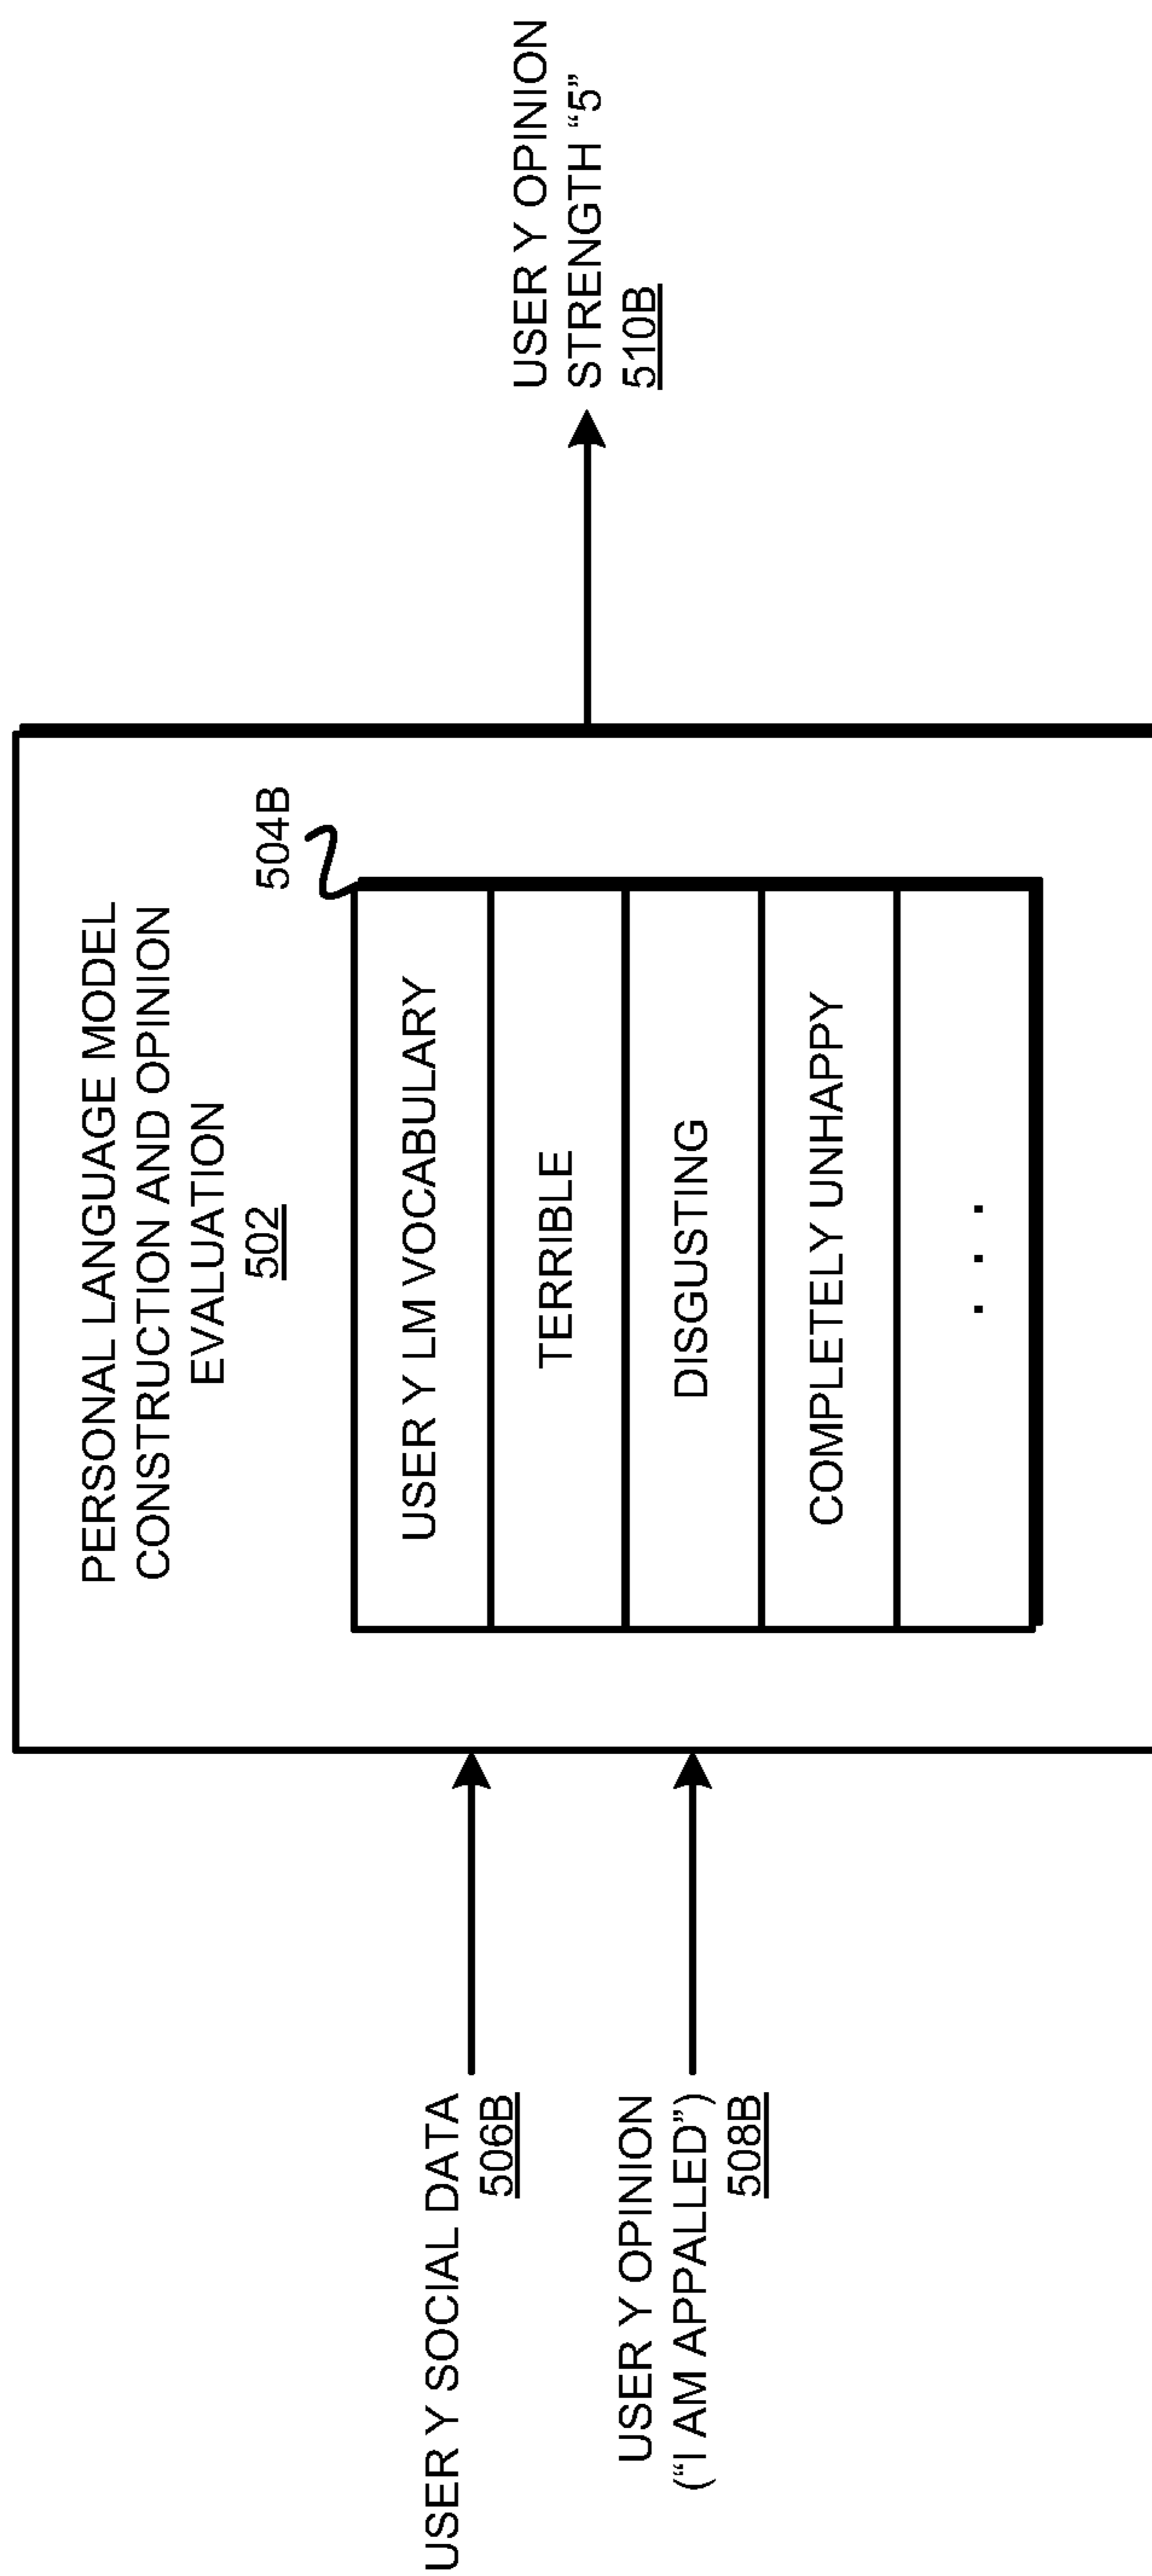 USER Y SOCIAL DATA
506B
USER Y OPINION
("I AM APPALLED")
508B
PERSONAL LANGUAGE MODEL
CONSTRUCTION AND OPINION
EVALUATION
502
504B
USER Y LM VOCABULARY
TERRIBLE
DISGUSTING
COMPLETELY UNHAPPY
. . .
USER Y OPINION
STRENGTH “5”
510B